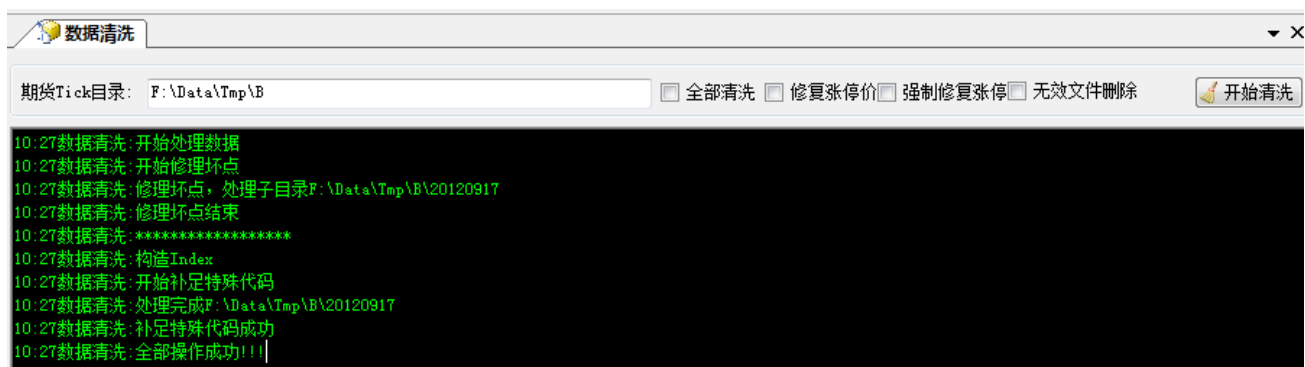 数据清洗
期货Tick目录: F:\Data\Tmp\B 全部清洗 修复涨停价 强制修复涨停 无效文件删除 开始清洗
10:27数据清洗:开始处理数据
10:27数据清洗:开始修理坏点
10:27数据清洗:修理坏点，处理子目录F:\Data\Tmp\B\20120917
10:27数据清洗:修理坏点结束
10:27数据清洗:******************
10:27数据清洗:构造Index
10:27数据清洗:开始补足特殊代码
10:27数据清洗:处理完成F:\Data\Tmp\B\20120917
10:27数据清洗:补足特殊代码成功
10:27数据清洗:全部操作成功!!!